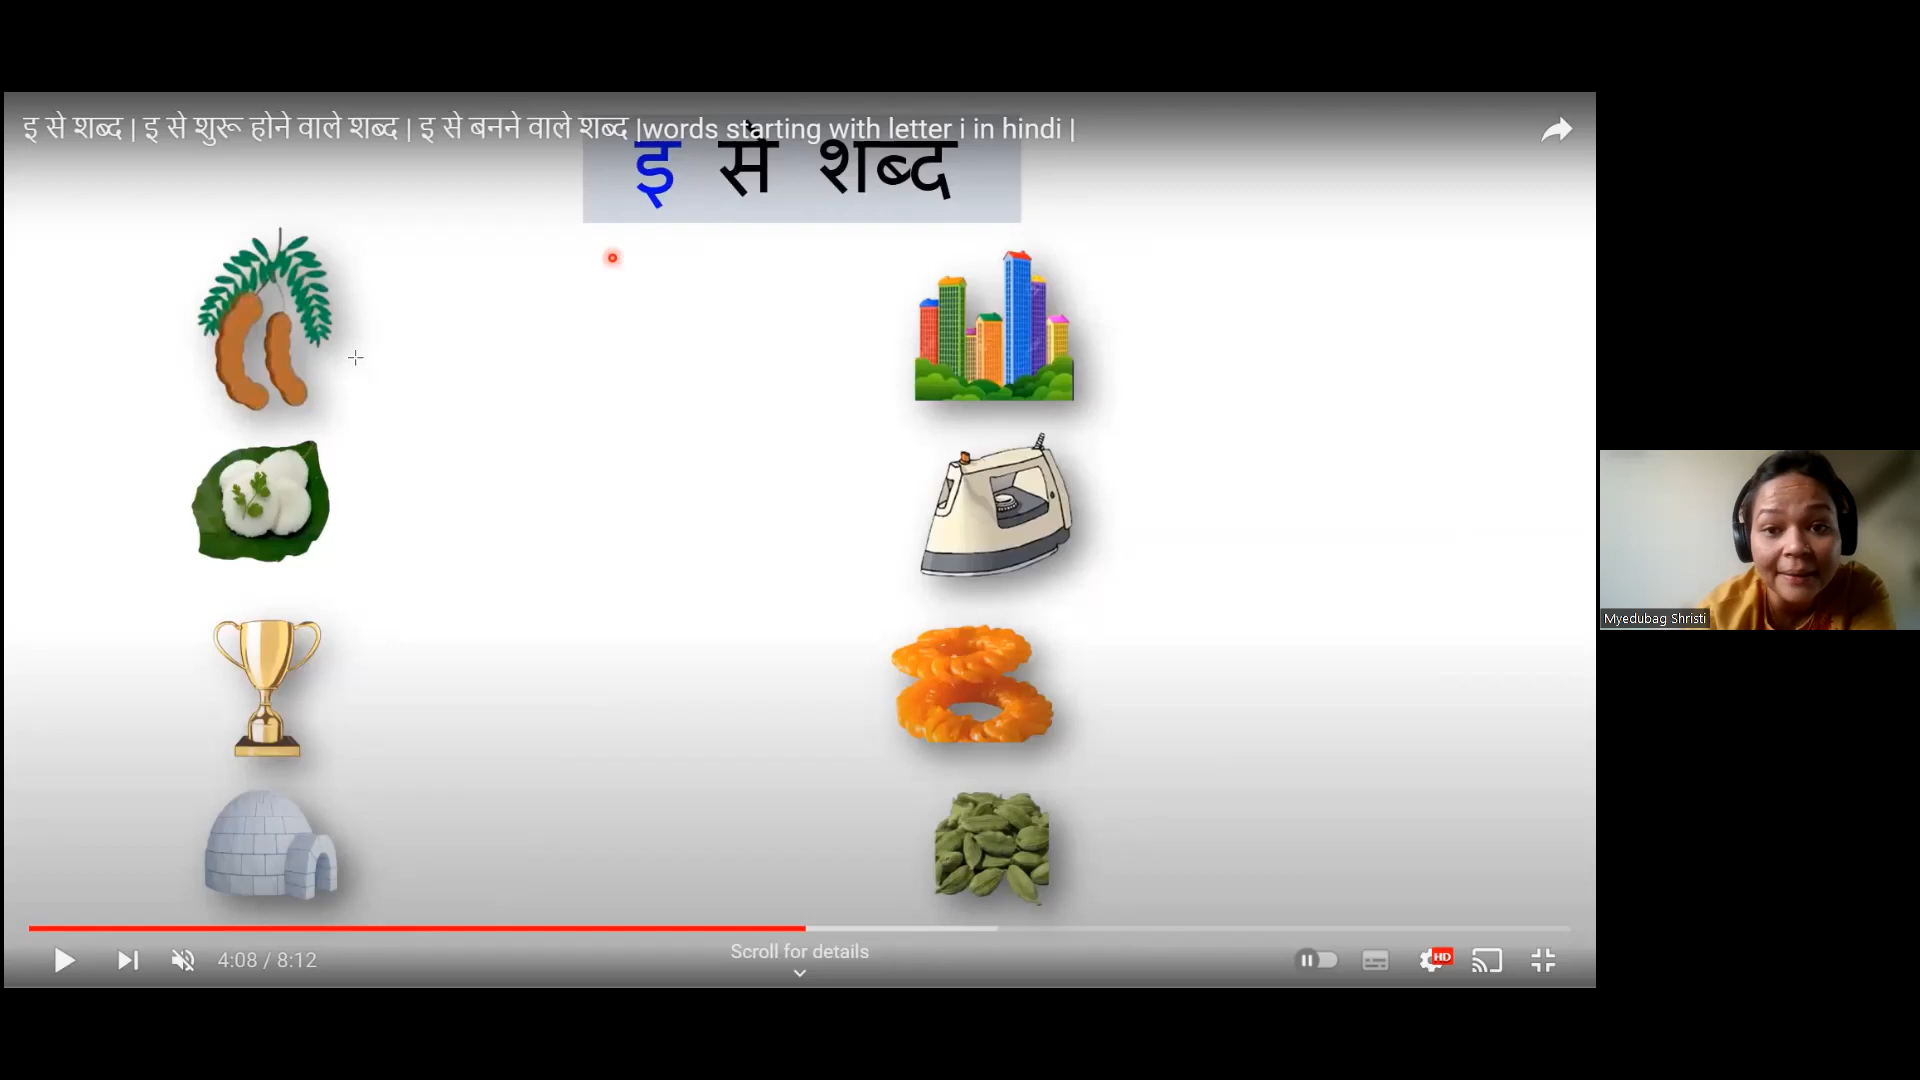 इ से शब्द | इ से शुरू होने वाले शब्द | इ से बनने वाले शब्द |words starting with letter i in hindi |
इ से शब्द
Myedubag Shristi
Scroll for details
4:08 / 8:12
HD